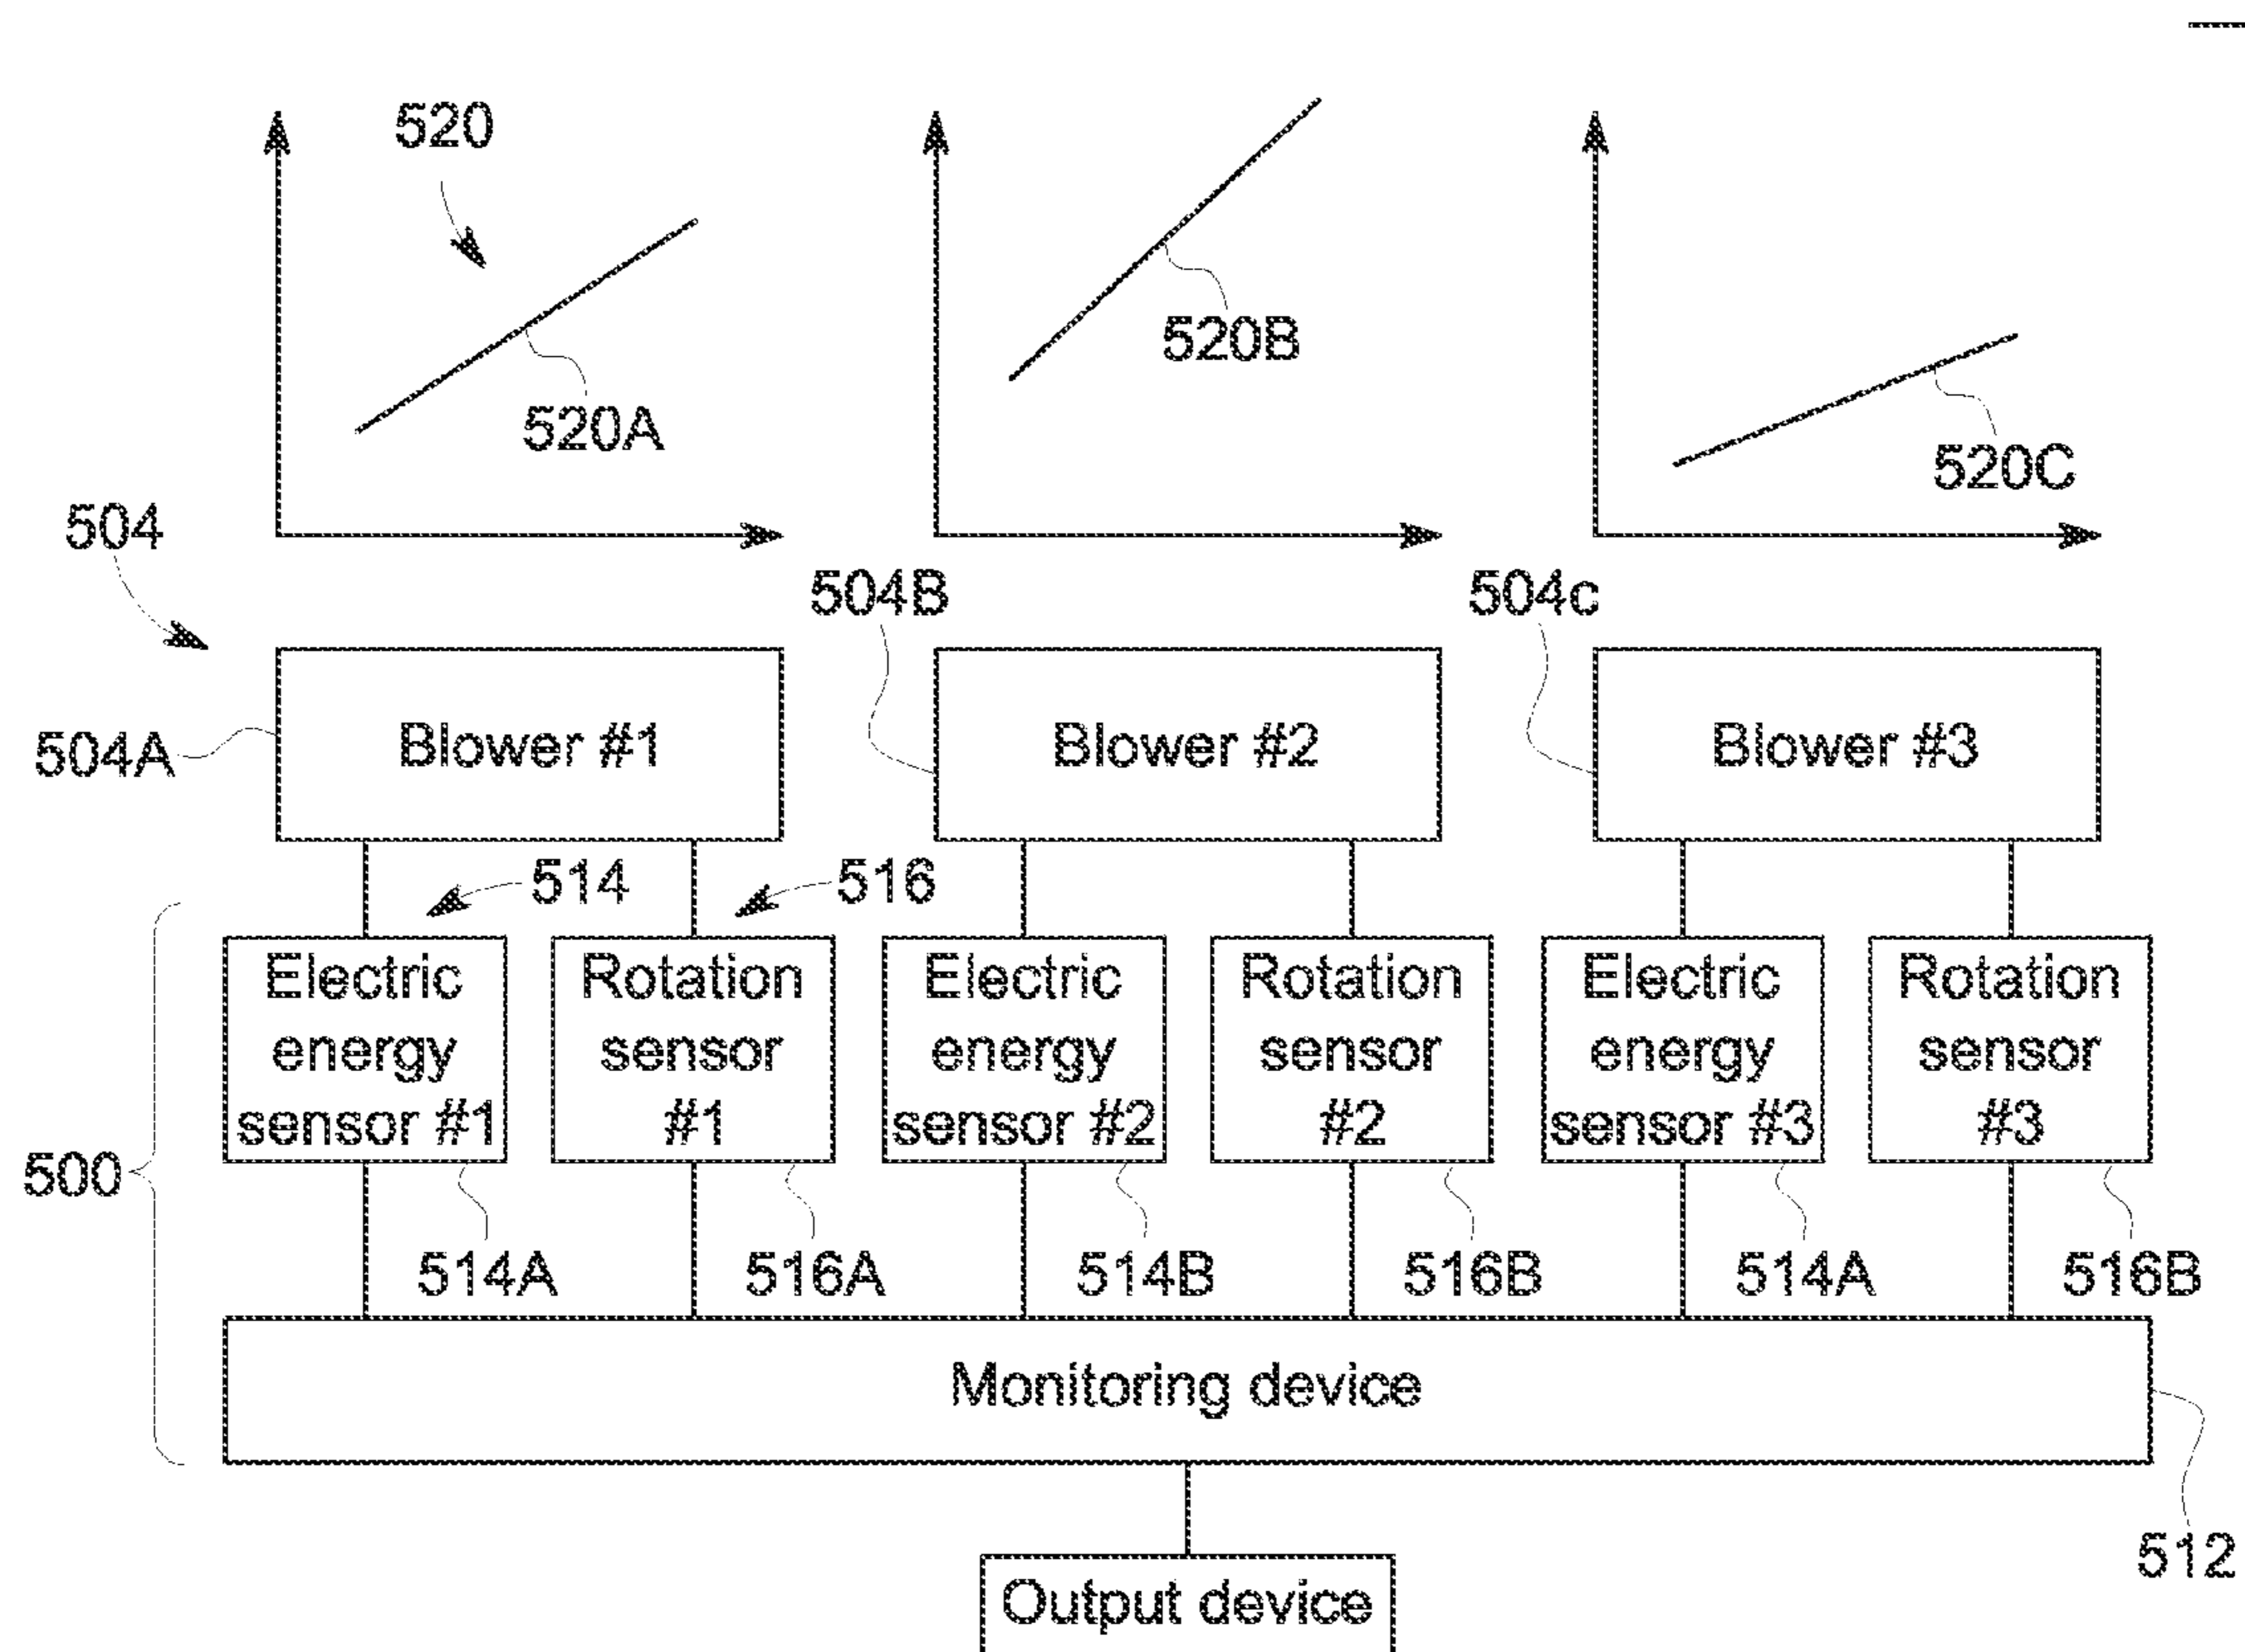 520
520A
520B
520C
504
504B
504c
504A
Blower #1
Blower #2
Blower #3
514
516
Electric
energy
sensor #1
Rotation
sensor
#1
Electric
energy
sensor #2
Rotation
sensor
#2
Electric
energy
sensor #3
Rotation
sensor
#3
500
514A
516A
514B
516B
514A
516B
Monitoring device
512
Output device